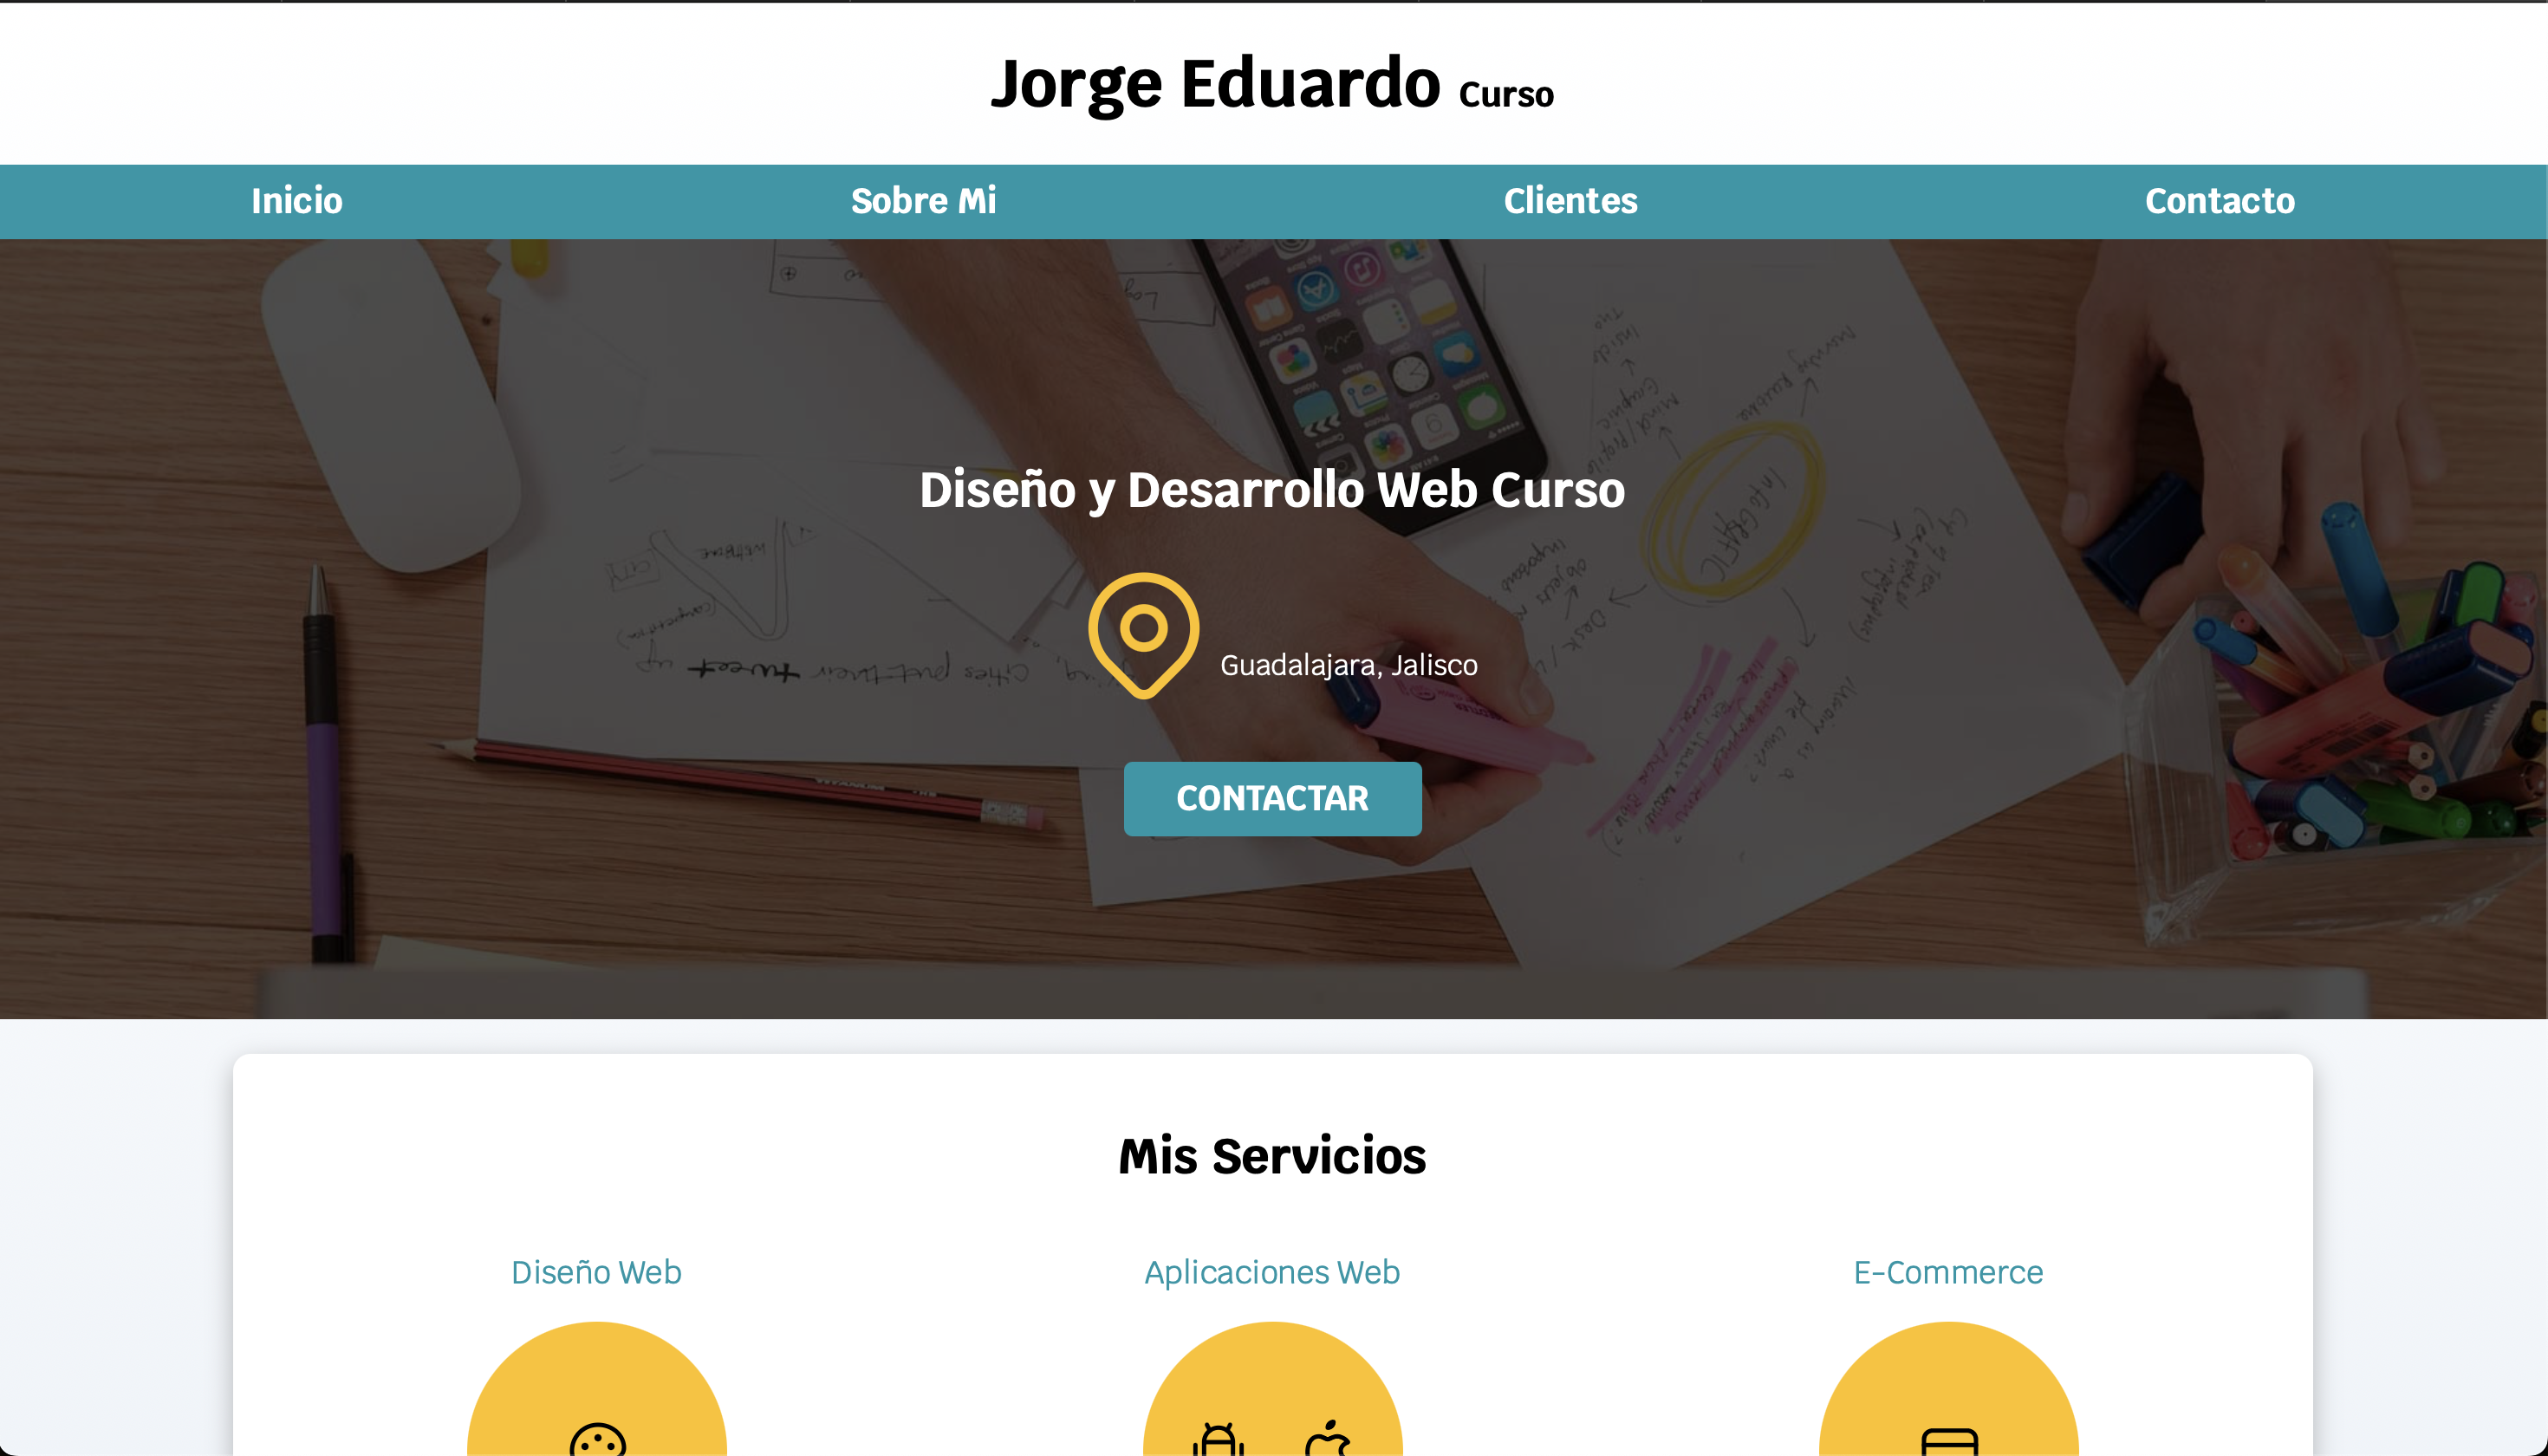 Jorge Eduardo Curso
Inicio Sobre Mi Clientes Contacto
Diseño y Desarrollo Web Curso
Guadalajara, Jalisco
CONTACTAR
INFOGRAFIC
Mis Servicios
Diseño Web Aplicaciones Web E-Commerce